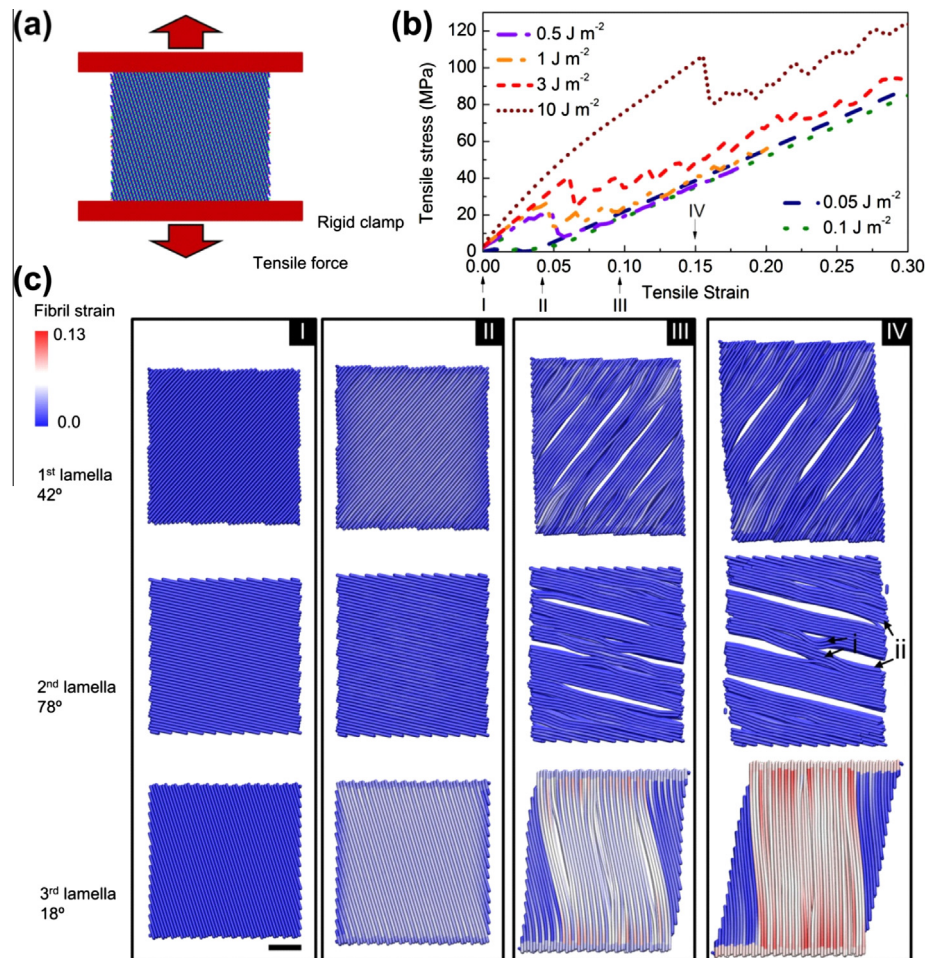 (a)
Rigid clamp
Tensile force
(b)
Tensile stress (MPa)
120
100
80
60
40
20
0
0.5 J m⁻²
1 J m⁻²
3 J m⁻²
10 J m⁻²
0.05 J m⁻²
0.1 J m⁻²
IV
0.00 0.05 0.10 0.15 0.20 0.25 0.30
Tensile Strain
I II III
(c)
Fibril strain
0.13
0.0
I II III IV
1st lamella
42º
2nd lamella
78º
i
ii
3rd lamella
18º